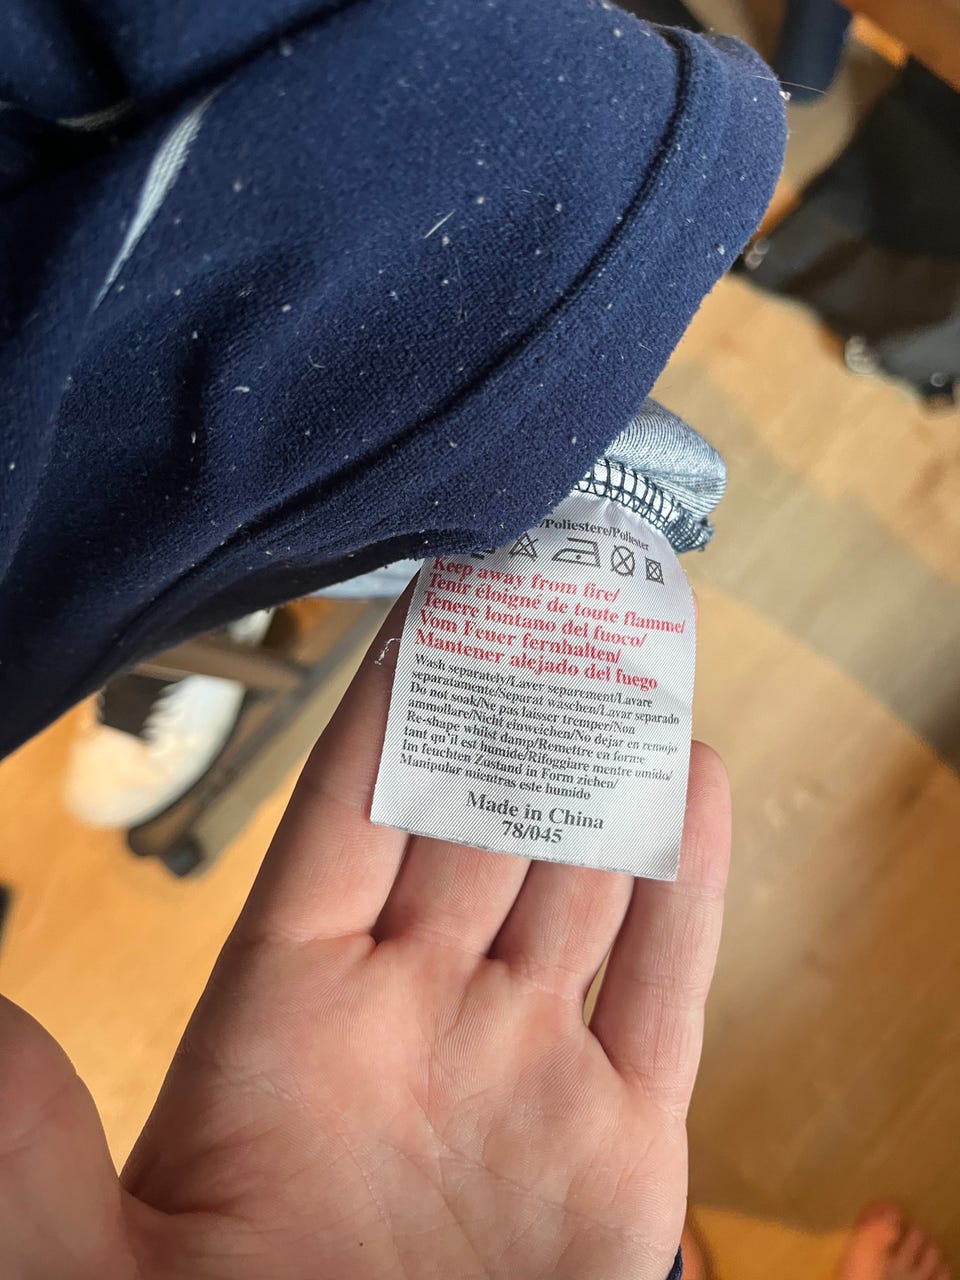 /Poliestere/Poliester
Keep away from fire/
Tenir éloigné de toute flamme/
Tenere lontano del fuoco/
Vom Feuer fernhalten/
Mantener alejado del fuego
Wash separately/Laver separement/Lavare
separatamente/Separat waschen/Lavar separado
Do not soak/Ne pas laisser tremper/Non
ammollare/Nicht einweichen/No dejar en remojo
Re-shape whilst damp/Remettre en forme
tant qu'il est humide/Rifoggiare mentre umido/
Im feuchten Zustand in Form ziehen/
Manipular mientras este humido
Made in China
78/045